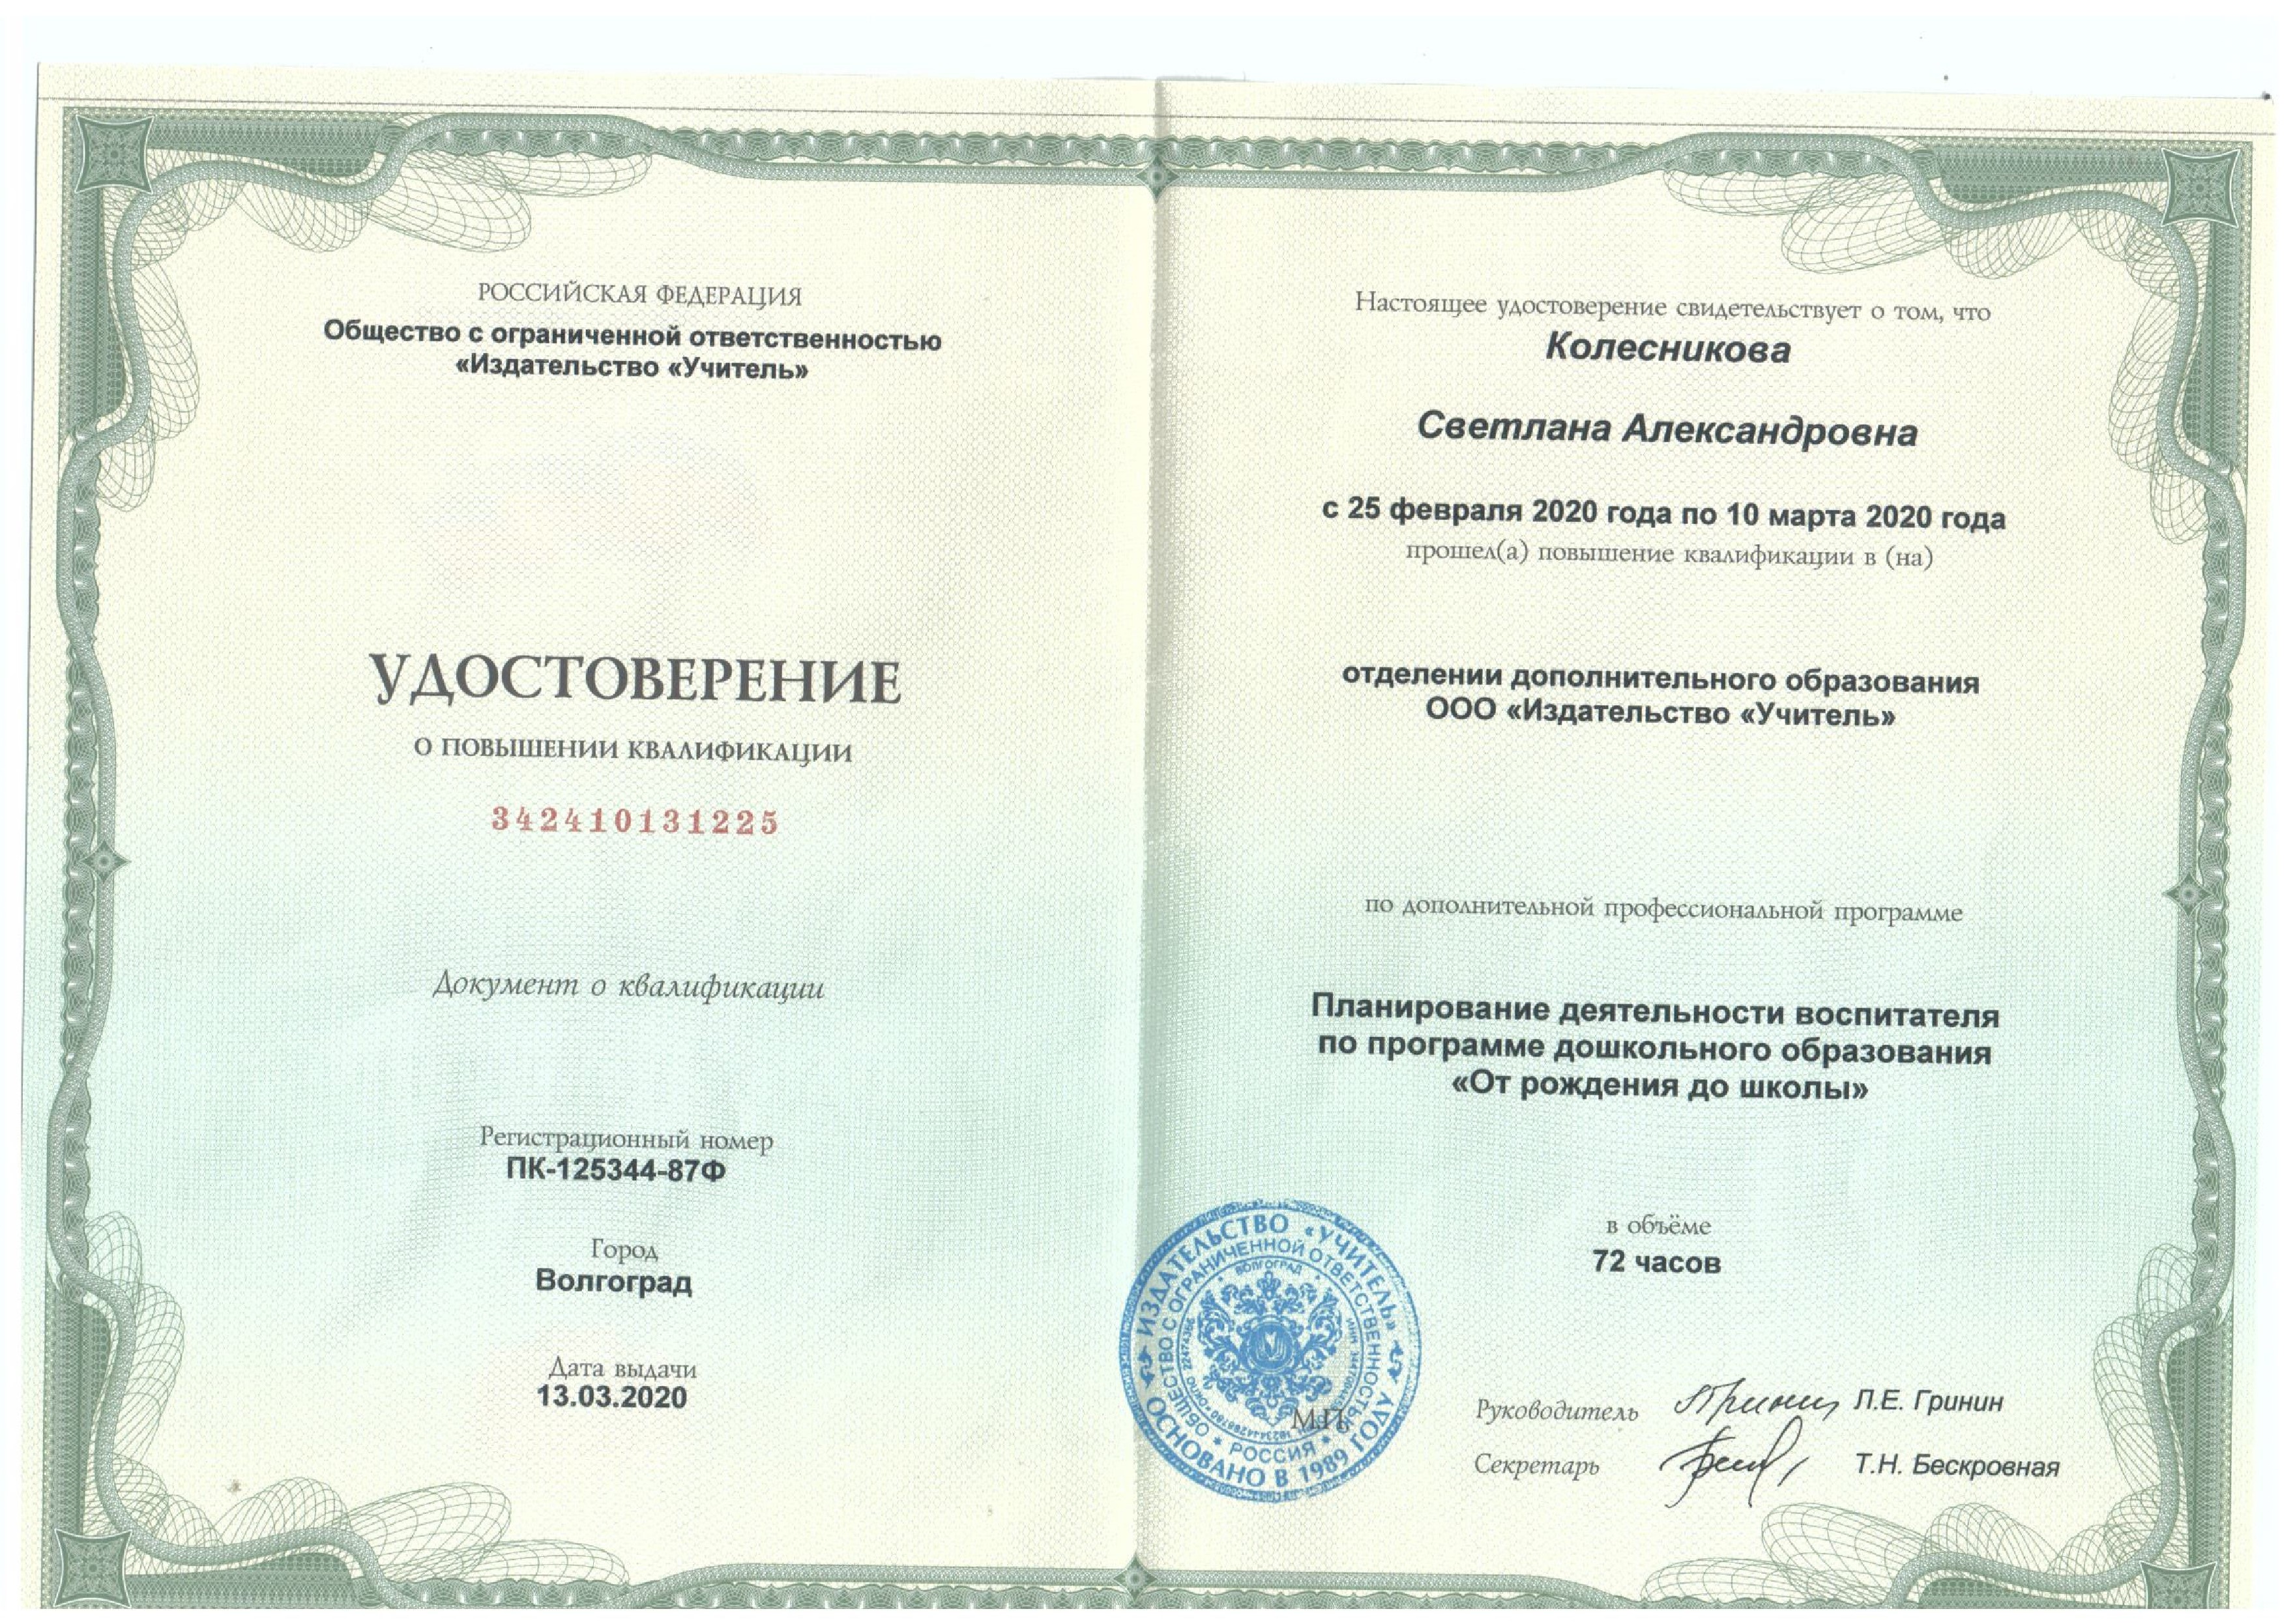 РОССИЙСКАЯ ФЕДЕРАЦИЯ
Общество с ограниченной ответственностью
«Издательство «Учитель»
УДОСТОВЕРЕНИЕ
О ПОВЫШЕНИИ КВАЛИФИКАЦИИ
342410131225
Документ о квалификации
Регистрационный номер
ПК-125344-87Ф
Город
Волгоград
Дата выдачи
13.03.2020
Настоящее удостоверение свидетельствует о том, что
Колесникова
Светлана Александровна
с 25 февраля 2020 года по 10 марта 2020 года
прошел(а) повышение квалификации в (на)
отделении дополнительного образования
ООО «Издательство «Учитель»
по дополнительной профессиональной программе
Планирование деятельности воспитателя
по программе дошкольного образования
«От рождения до школы»
в объёме
72 часов
ИЗДАТЕЛЬСТВО «УЧИТЕЛЬ»
ОСНОВАНО В 1989 ГОДУ
ОБЩЕСТВО С ОГРАНИЧЕННОЙ ОТВЕТСТВЕННОСТЬЮ
РОССИЯ
ВОЛГОГРАД
М.П.
Руководитель Л.Е. Гринин
Секретарь Т.Н. Бескровная